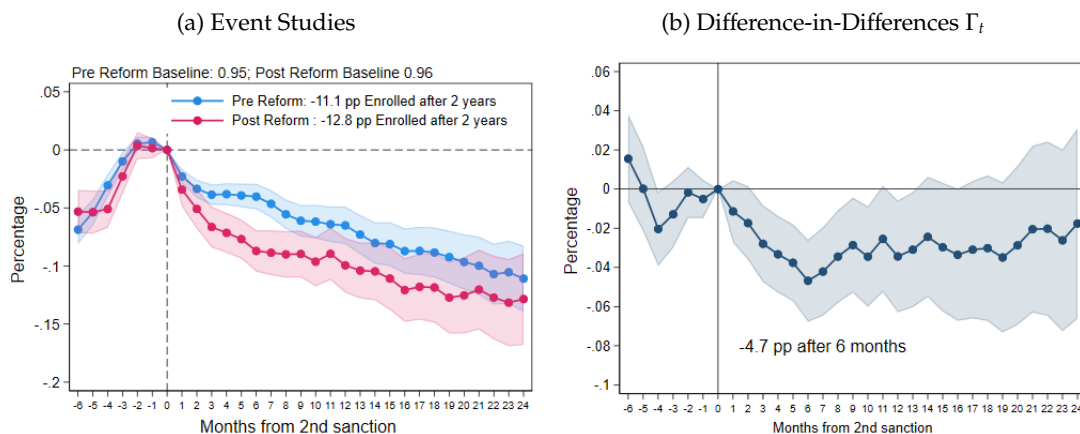 (a) Event Studies
Pre Reform Baseline: 0.95; Post Reform Baseline 0.96
Pre Reform: -11.1 pp Enrolled after 2 years
Post Reform : -12.8 pp Enrolled after 2 years
Percentage
.05
0
-.05
-.1
-.15
-.2
-6 -5 -4 -3 -2 -1 0 1 2 3 4 5 6 7 8 9 10 11 12 13 14 15 16 17 18 19 20 21 22 23 24
Months from 2nd sanction
(b) Difference-in-Differences Γt
Percentage
.06
.04
.02
0
-.02
-.04
-.06
-.08
-.1
-4.7 pp after 6 months
-6 -5 -4 -3 -2 -1 0 1 2 3 4 5 6 7 8 9 10 11 12 13 14 15 16 17 18 19 20 21 22 23 24
Months from 2nd sanction